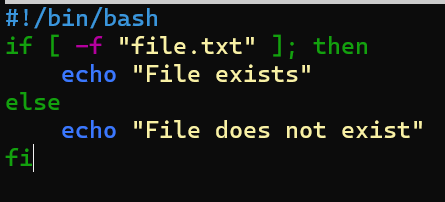 #!/bin/bash
if [ -f "file.txt" ]; then
    echo "File exists"
else
    echo "File does not exist"
fi